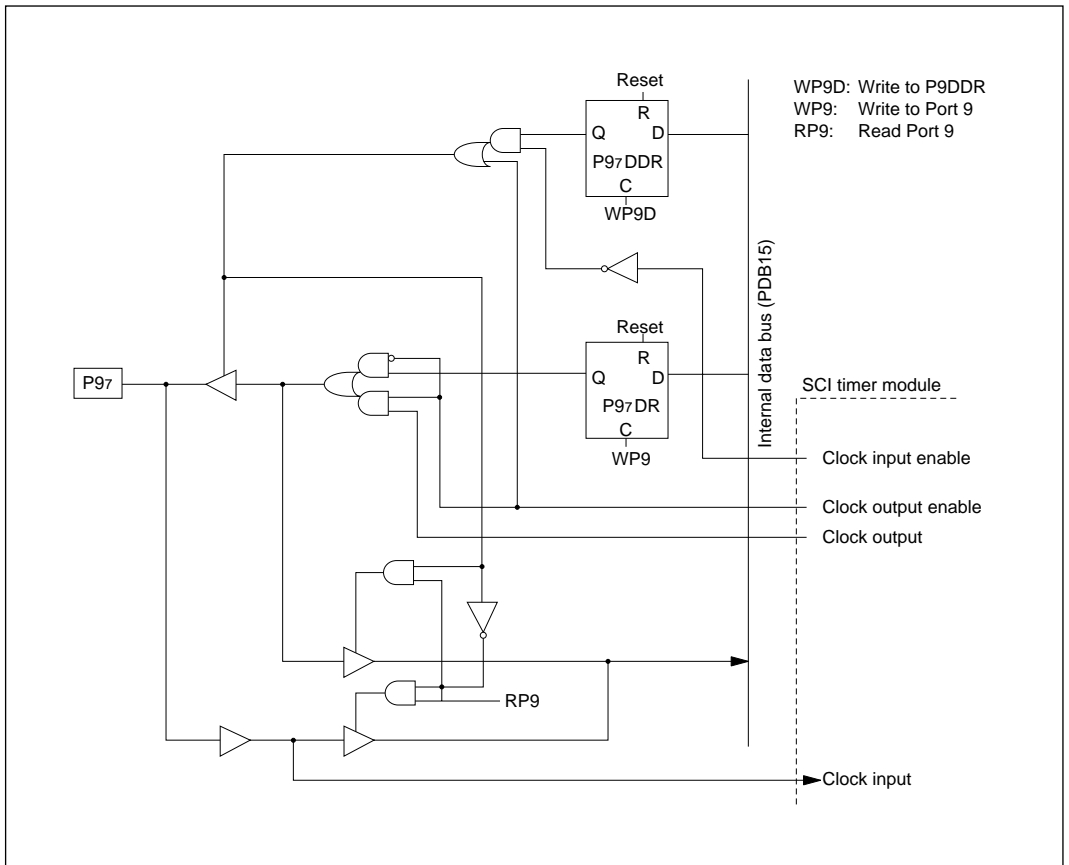 Reset
R
Q D
P97DDR
C
WP9D
WP9D: Write to P9DDR
WP9: Write to Port 9
RP9: Read Port 9
Internal data bus (PDB15)
Reset
R
Q D
P97DR
C
WP9
P97
SCI timer module
Clock input enable
Clock output enable
Clock output
RP9
Clock input